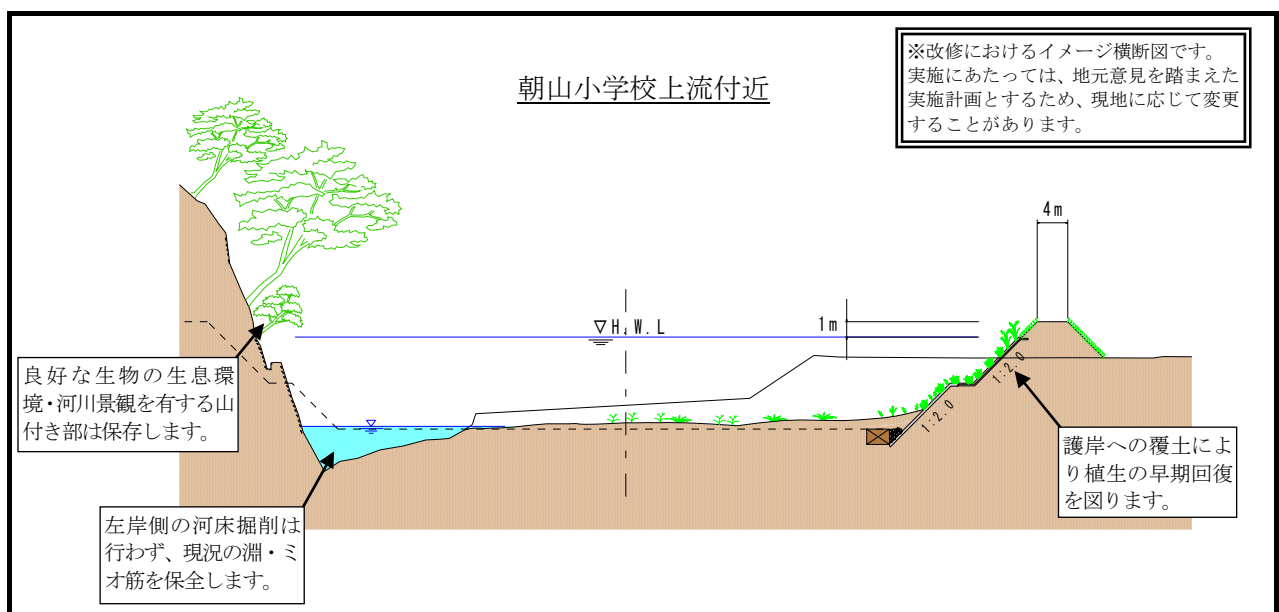 ※改修におけるイメージ横断図です。
実施にあたっては、地元意見を踏まえた
実施計画とするため、現地に応じて変更
することがあります。
朝山小学校上流付近
4m
▽H.W.L
1m
1:2.0
1:2.0
良好な生物の生息環
境・河川景観を有する山
付き部は保存します。
護岸への覆土によ
り植生の早期回復
を図ります。
左岸側の河床掘削は
行わず、現況の淵・ミ
オ筋を保全します。